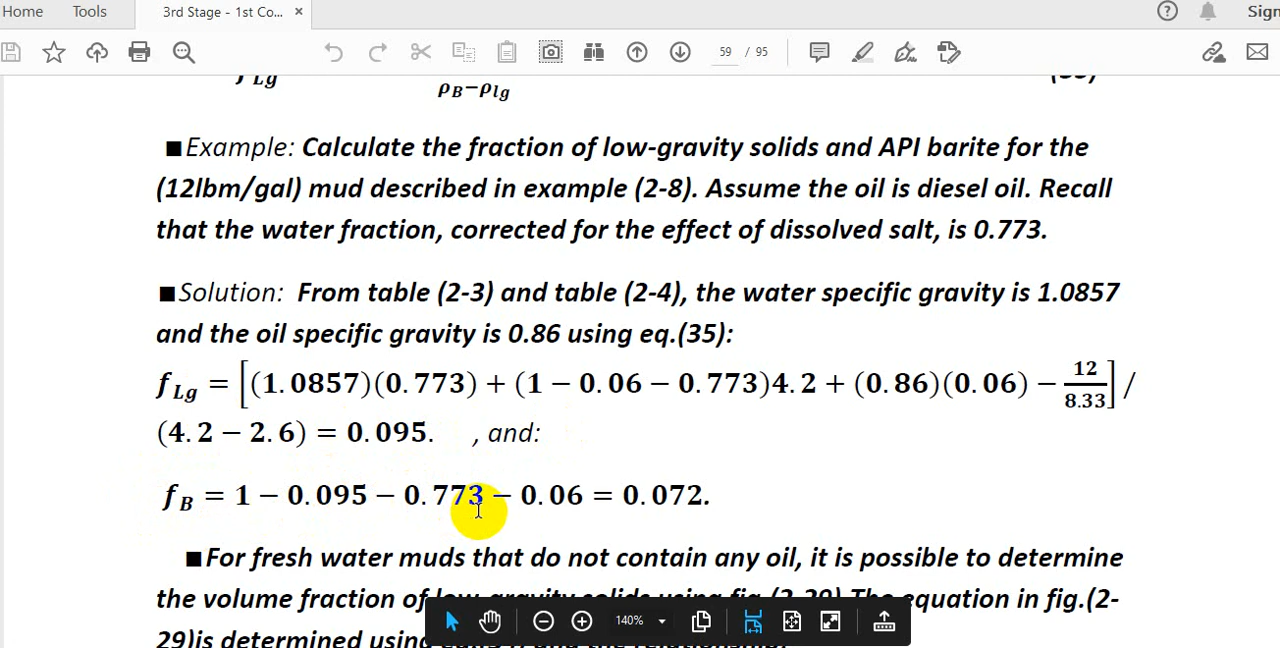 Home Tools 3rd Stage - 1st Co... × Sign
59 / 95
f Lg ρB−ρlg
■Example: Calculate the fraction of low-gravity solids and API barite for the
(12lbm/gal) mud described in example (2-8). Assume the oil is diesel oil. Recall
that the water fraction, corrected for the effect of dissolved salt, is 0.773.
■Solution: From table (2-3) and table (2-4), the water specific gravity is 1.0857
and the oil specific gravity is 0.86 using eq.(35):
fLg = [(1.0857)(0.773) + (1 − 0.06 − 0.773)4.2 + (0.86)(0.06) − 12/8.33] /
(4.2 − 2.6) = 0.095. , and:
fB = 1 − 0.095 − 0.773 − 0.06 = 0.072.
■For fresh water muds that do not contain any oil, it is possible to determine
the volume fraction of low-gravity solids using fig.(2-29).The equation in fig.(2-
29)is determined using
140%